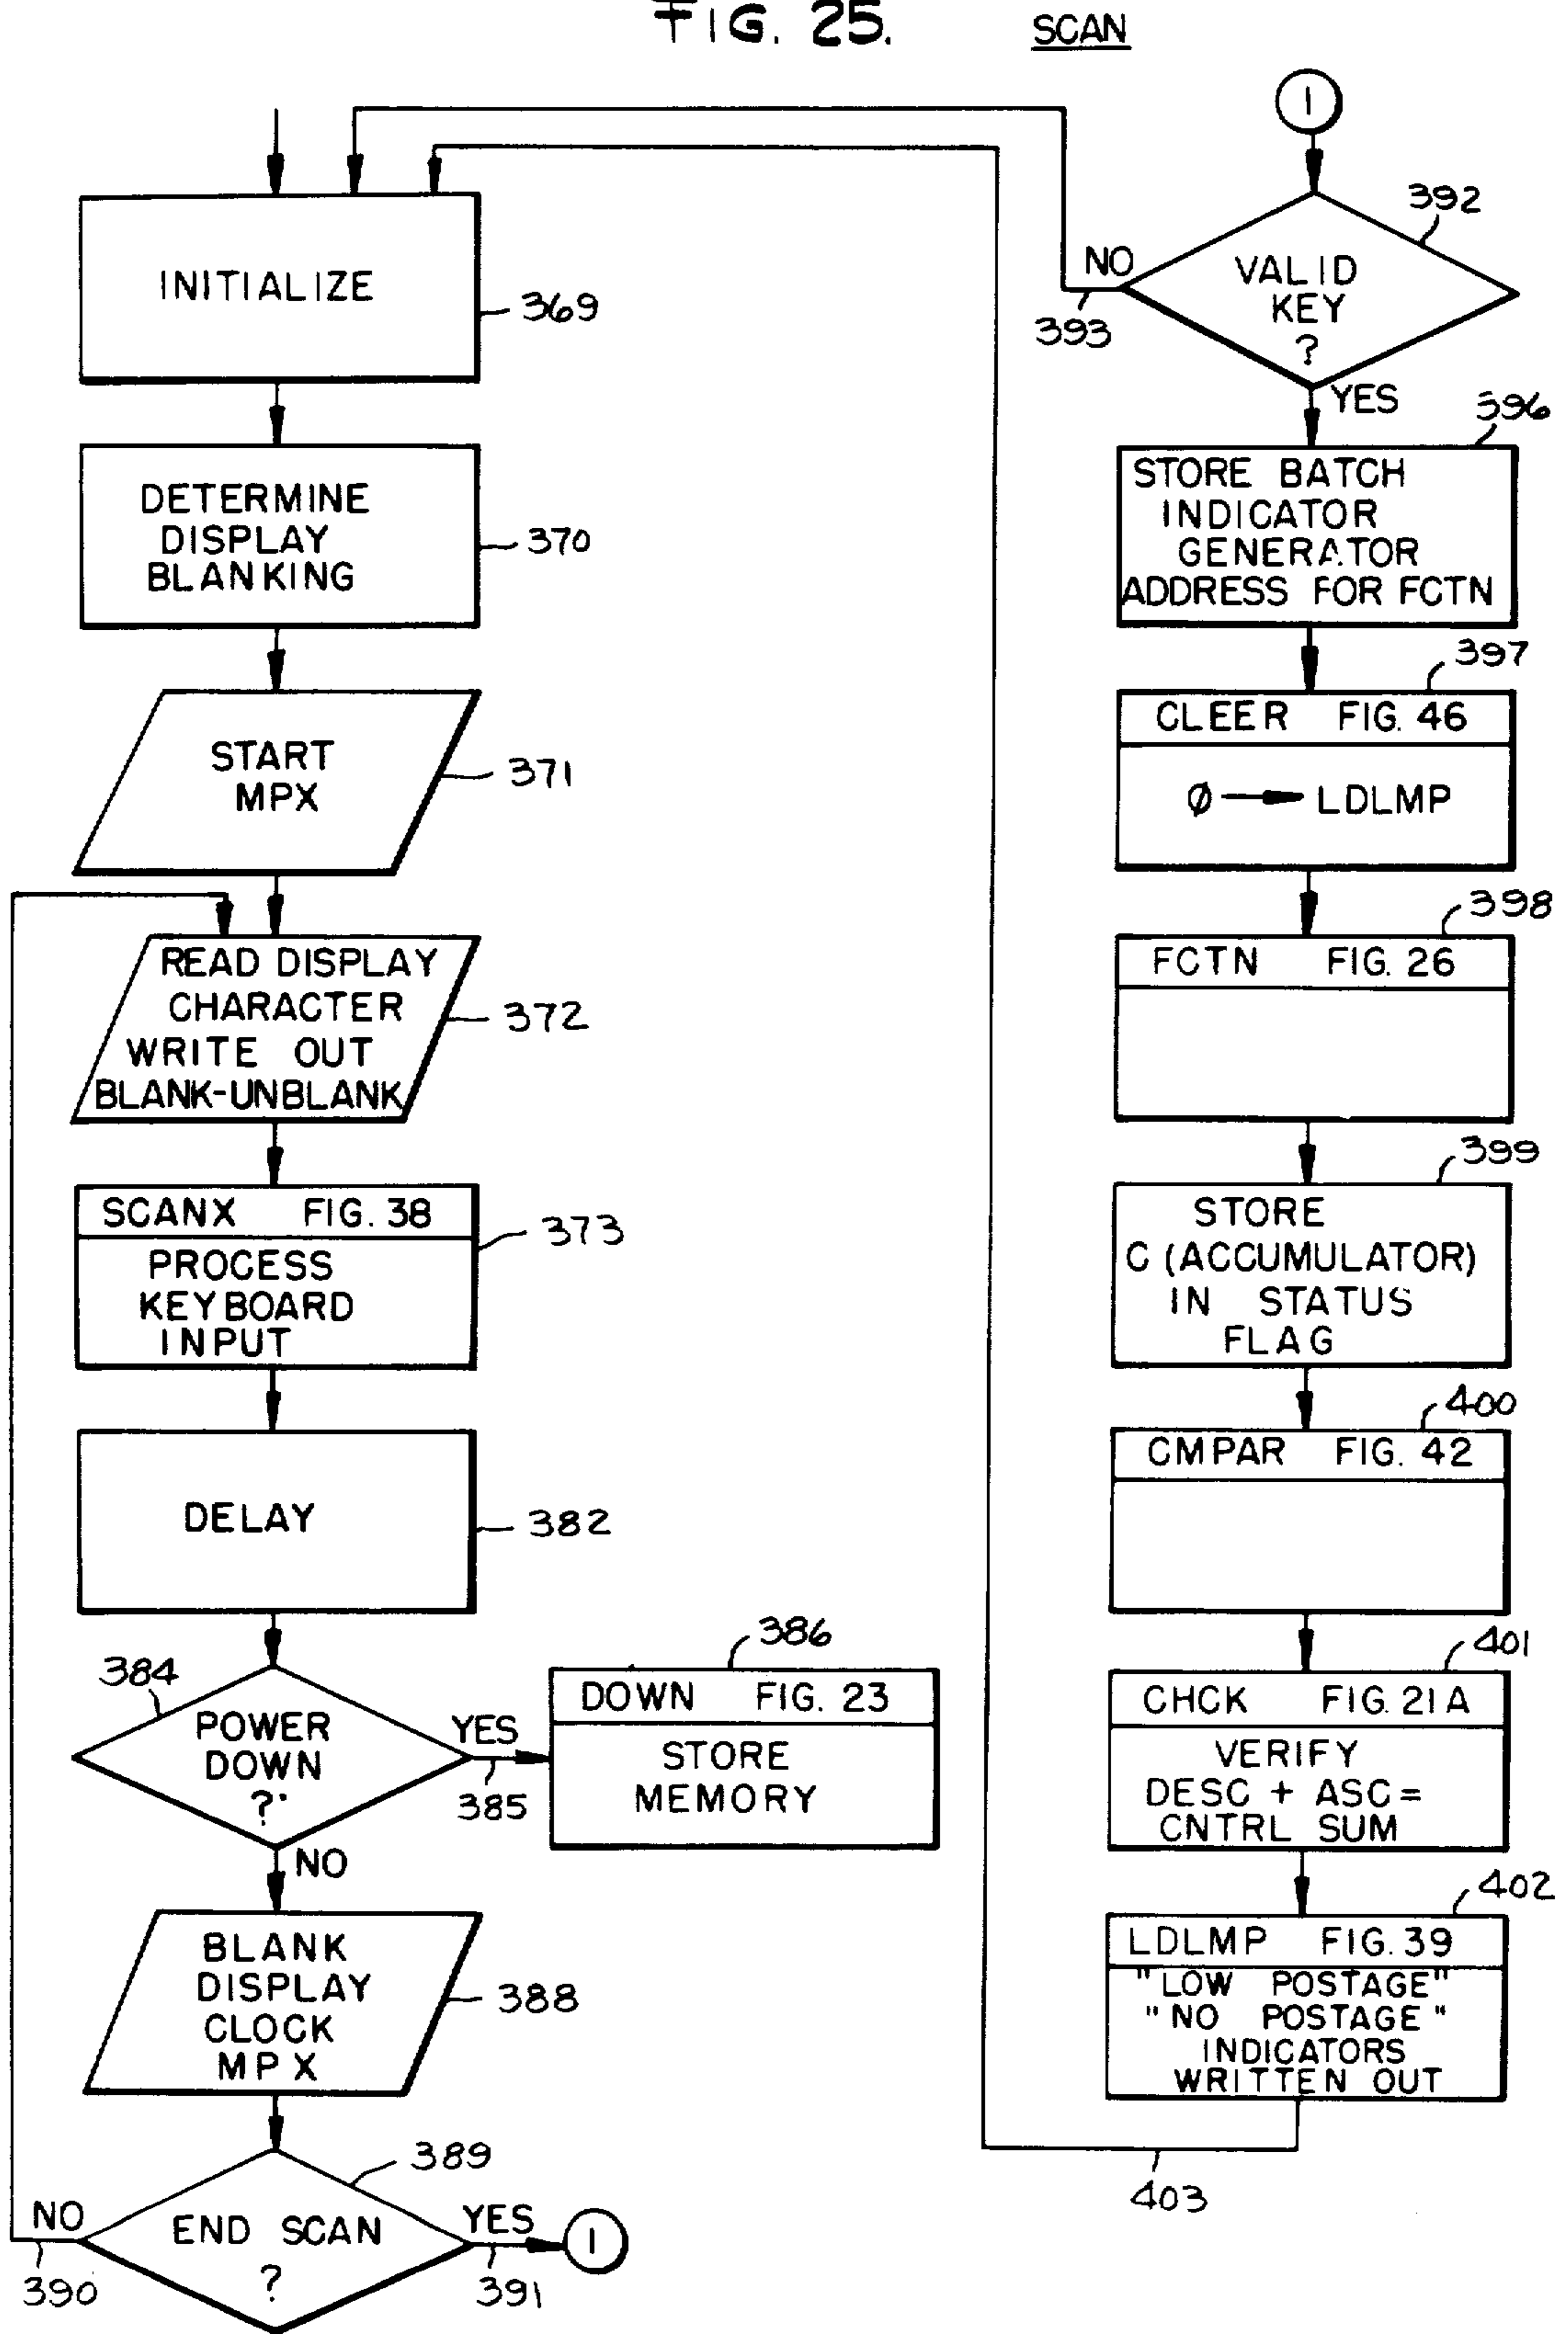 FIG. 25.
SCAN
INITIALIZE
369
DETERMINE
DISPLAY
BLANKING
370
START
MPX
371
READ DISPLAY
CHARACTER
WRITE OUT
BLANK-UNBLANK
372
SCANX FIG. 38
PROCESS
KEYBOARD
INPUT
373
DELAY
382
384
POWER
DOWN
?
YES
385
386
DOWN FIG. 23
STORE
MEMORY
NO
BLANK
DISPLAY
CLOCK
MPX
388
389
END SCAN
?
NO
390
YES
391
1
1
392
VALID
KEY
?
NO
393
YES
396
STORE BATCH
INDICATOR
GENERATOR
ADDRESS FOR FCTN
397
CLEER FIG. 46
Ø → LDLMP
398
FCTN FIG. 26
399
STORE
C (ACCUMULATOR)
IN STATUS
FLAG
400
CMPAR FIG. 42
401
CHCK FIG. 21A
VERIFY
DESC + ASC =
CNTRL SUM
402
LDLMP FIG. 39
"LOW POSTAGE"
"NO POSTAGE"
INDICATORS
WRITTEN OUT
403